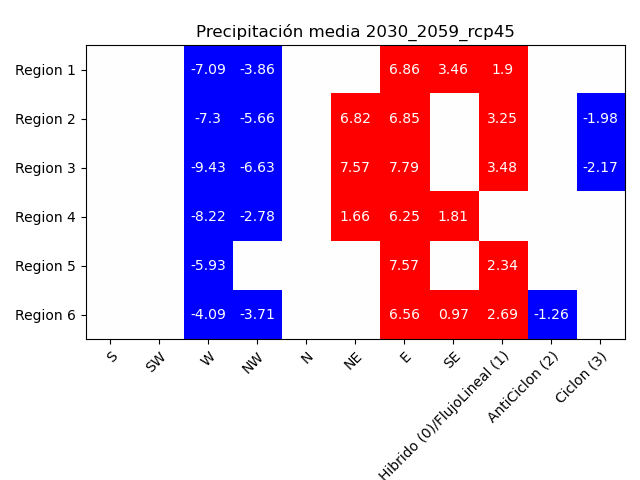 Precipitación media 2030_2059_rcp45
Region 1 -7.09 -3.86 6.86 3.46 1.9
Region 2 -7.3 -5.66 6.82 6.85 3.25 -1.98
Region 3 -9.43 -6.63 7.57 7.79 3.48 -2.17
Region 4 -8.22 -2.78 1.66 6.25 1.81
Region 5 -5.93 7.57 2.34
Region 6 -4.09 -3.71 6.56 0.97 2.69 -1.26
S SW W NW N NE E SE Hibrido (0)/FlujoLineal (1) AntiCiclon (2) Ciclon (3)